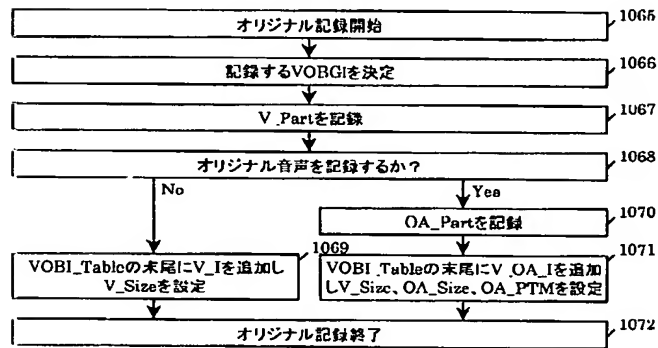 オリジナル記録開始
1065
記録するVOBGIを決定
1066
V_Partを記録
1067
オリジナル音声を記録するか?
1068
No
Yes
OA_Partを記録
1070
1069
1071
VOBI_Tableの末尾にV_Iを追加し
V_Sizeを設定
VOBI_Tableの末尾にV_OA_Iを追加
しV_Size、OA_Size、OA_PTMを設定
オリジナル記録終了
1072